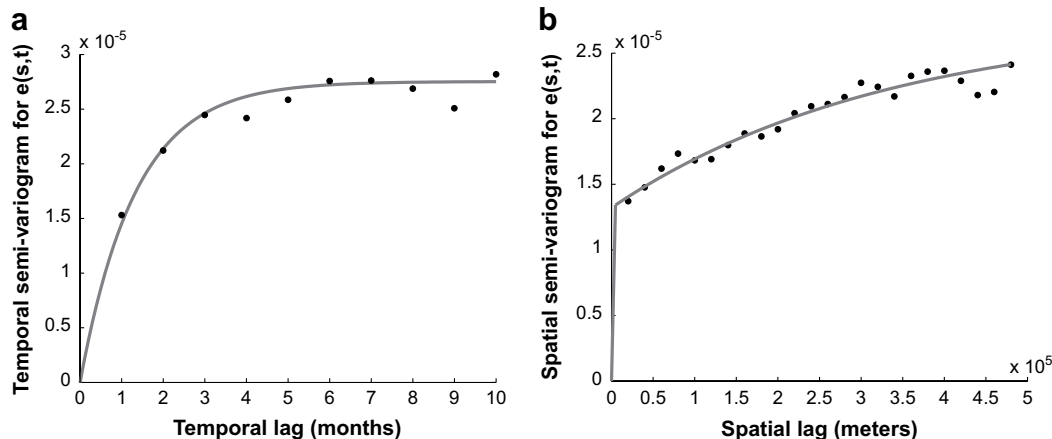 a
x 10⁻⁵
Temporal semi-variogram for e(s,t)
3
2.5
2
1.5
1
0.5
0
0 1 2 3 4 5 6 7 8 9 10
Temporal lag (months)
b
x 10⁻⁵
Spatial semi-variogram for e(s,t)
2.5
2
1.5
1
0.5
0
x 10⁵
0 0.5 1 1.5 2 2.5 3 3.5 4 4.5 5
Spatial lag (meters)